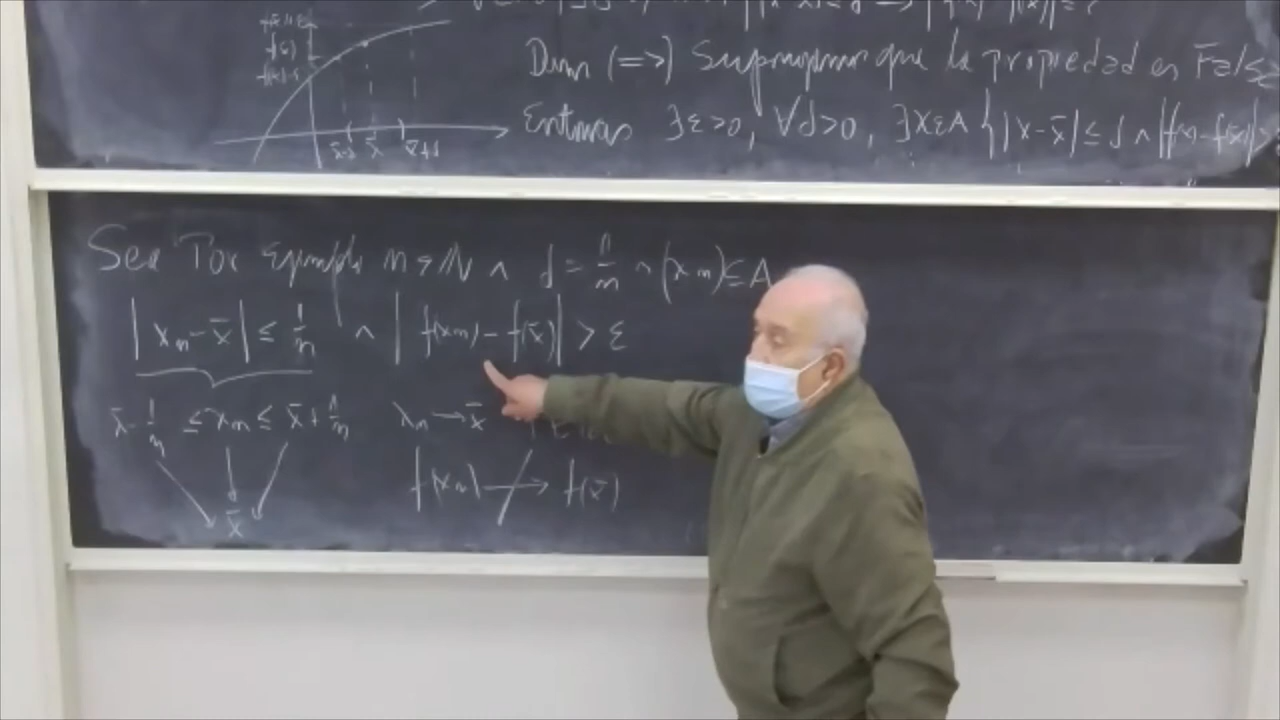 Dem (=>) Supongamos que la propiedad es Falsa
Entonces ∃ε>0, ∀d>0, ∃x∈A { |x-x̄| ≤ d ∧ |f(x)-f(x̄)| >
x̄-d x̄ x̄+d
Sea Por Ejemplo n∈ℕ ∧ d = 1/n ∧ (xn)⊆A
|xn-x̄| ≤ 1/n ∧ |f(xn)-f(x̄)| > ε
x̄-1/n ≤ xn ≤ x̄+1/n xn → x̄
f(xn) ↛ f(x̄)
x̄